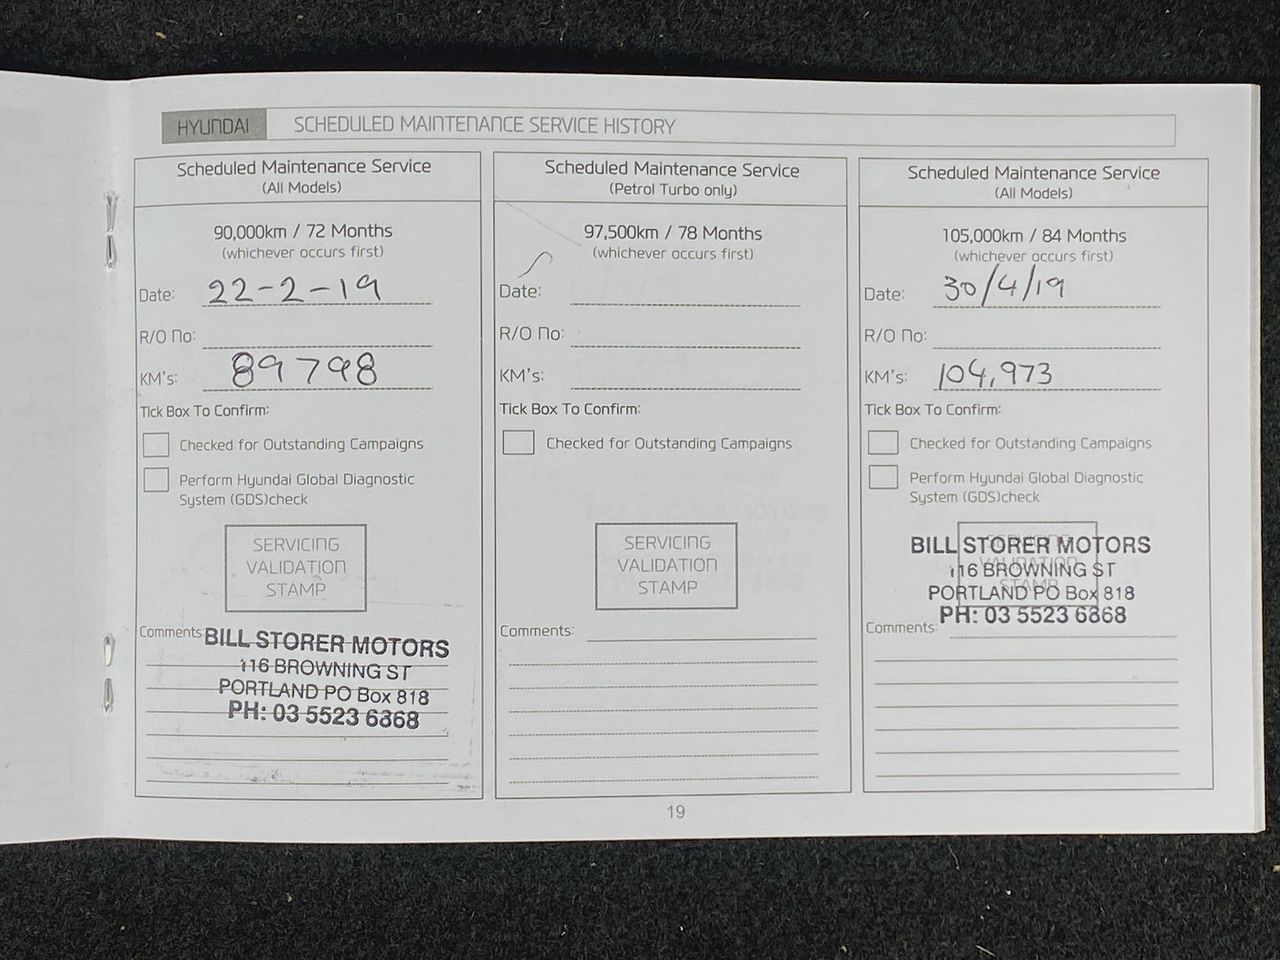 HYUNDAI SCHEDULED MAINTENANCE SERVICE HISTORY
Scheduled Maintenance Service
(All Models)
90,000km / 72 Months
(whichever occurs first)
Date: 22-2-19
R/O No:
KM's: 89798
Tick Box To Confirm:
Checked for Outstanding Campaigns
Perform Hyundai Global Diagnostic
System (GDS)check
SERVICING
VALIDATION
STAMP
Comments:
BILL STORER MOTORS
116 BROWNING ST
PORTLAND PO Box 818
PH: 03 5523 6868
Scheduled Maintenance Service
(Petrol Turbo only)
97,500km / 78 Months
(whichever occurs first)
Date:
R/O No:
KM's:
Tick Box To Confirm:
Checked for Outstanding Campaigns
SERVICING
VALIDATION
STAMP
Comments:
Scheduled Maintenance Service
(All Models)
105,000km / 84 Months
(whichever occurs first)
Date: 30/4/19
R/O No:
KM's: 104,973
Tick Box To Confirm:
Checked for Outstanding Campaigns
Perform Hyundai Global Diagnostic
System (GDS)check
SERVICING
VALIDATION
STAMP
BILL STORER MOTORS
116 BROWNING ST
PORTLAND PO Box 818
PH: 03 5523 6868
Comments:
19